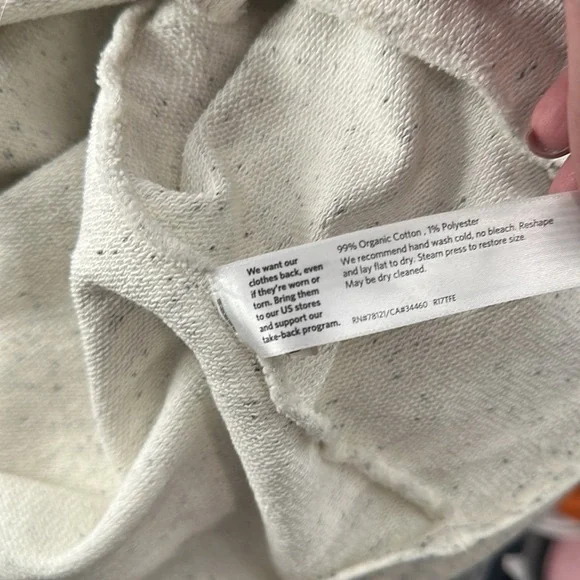 We want our
clothes back, even
if they're worn or
torn. Bring them
to our US stores
and support our
take-back program.
99% Organic Cotton , 1% Polyester
We recommend hand wash cold, no bleach. Reshape
and lay flat to dry. Steam press to restore size.
May be dry cleaned.
RN#78121/CA#34460 R17TFE